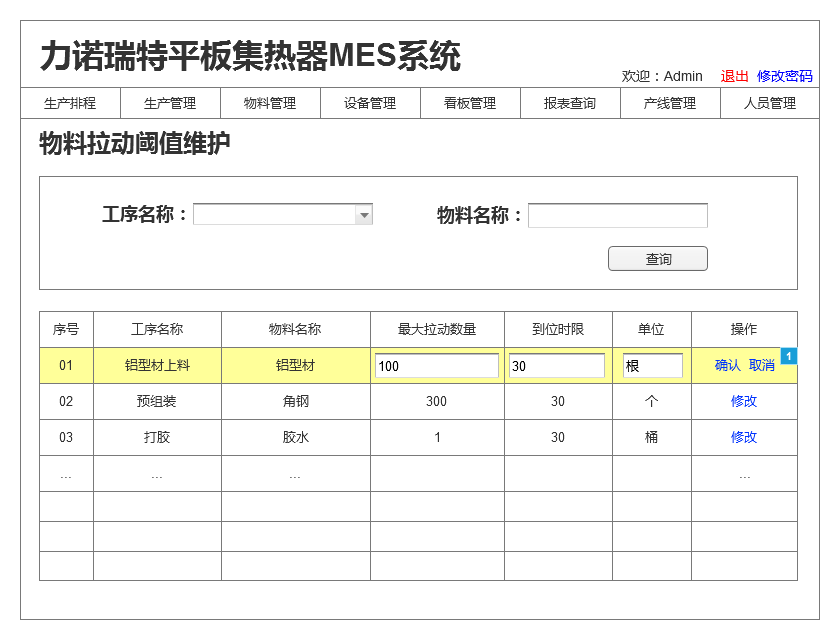 力诺瑞特平板集热器MES系统
欢迎：Admin 退出 修改密码
生产排程 生产管理 物料管理 设备管理 看板管理 报表查询 产线管理 人员管理
物料拉动阈值维护
工序名称： 物料名称：
查询
序号 工序名称 物料名称 最大拉动数量 到位时限 单位 操作
01 铝型材上料 铝型材 100 30 根 确认 取消 1
02 预组装 角钢 300 30 个 修改
03 打胶 胶水 1 30 桶 修改
... ... ... ...